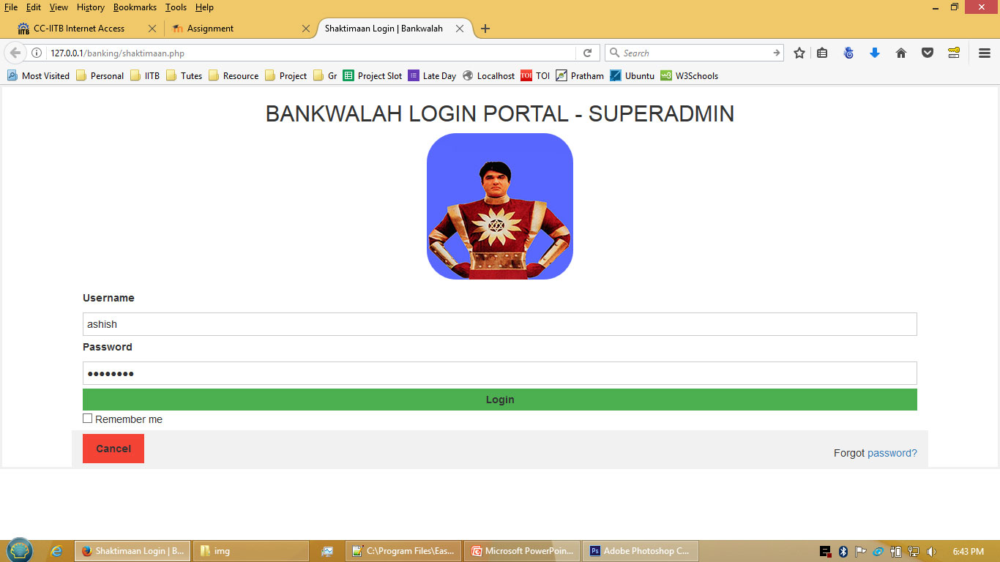 File Edit View History Bookmarks Tools Help
IITB CC-IITB Internet Access Assignment Shaktimaan Login | Bankwalah
127.0.0.1/banking/shaktimaan.php Search
Most Visited Personal IITB Tutes Resource Project Gr Project Slot Late Day Localhost TOI TOI Pratham Ubuntu W3Schools
BANKWALAH LOGIN PORTAL - SUPERADMIN
Username
ashish
Password
••••••••
Login
Remember me
Cancel
Forgot password?
Shaktimaan Login | B... img C:\Program Files\Eas... Microsoft PowerPoin... Ps Adobe Photoshop C... 6:43 PM